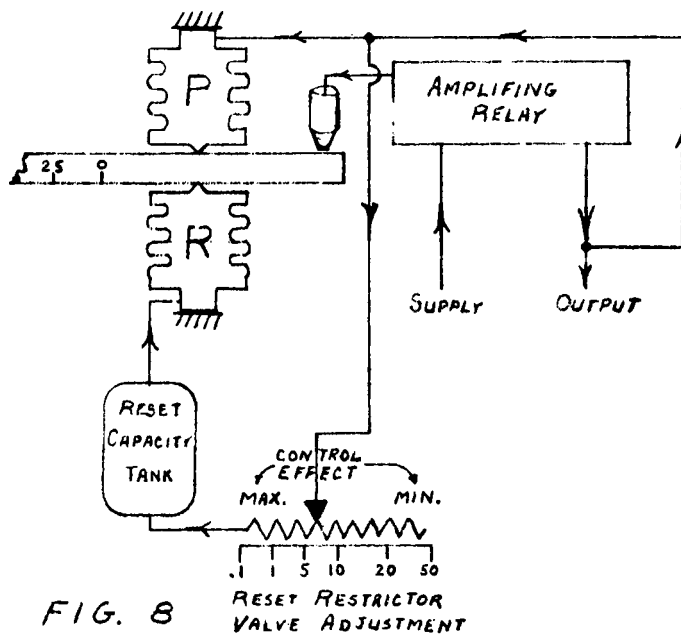 P
AMPLIFING
RELAY
25 0
R
SUPPLY OUTPUT
RESET
CAPACITY
TANK
CONTROL
EFFECT
MAX. MIN.
.1 1 5 10 20 50
RESET RESTRICTOR
VALVE ADJUSTMENT
FIG. 8